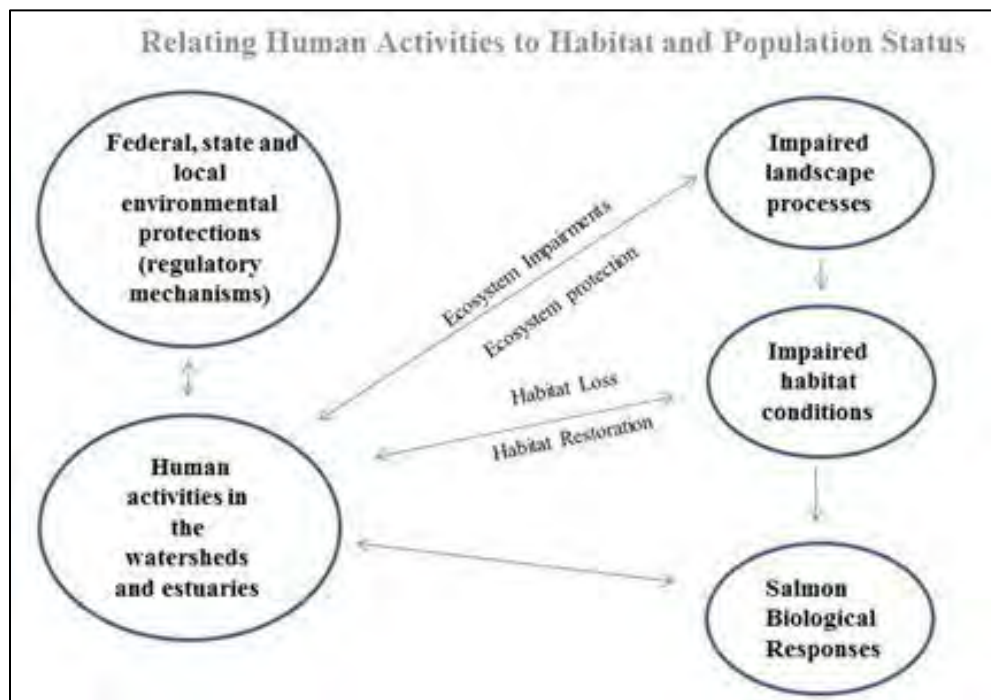 Relating Human Activities to Habitat and Population Status
Federal, state and
local
environmental
protections
(regulatory
mechanisms)
Human
activities in
the
watersheds
and estuaries
Ecosystem Impairments
Ecosystem protection
Habitat Loss
Habitat Restoration
Impaired
landscape
processes
Impaired
habitat
conditions
Salmon
Biological
Responses